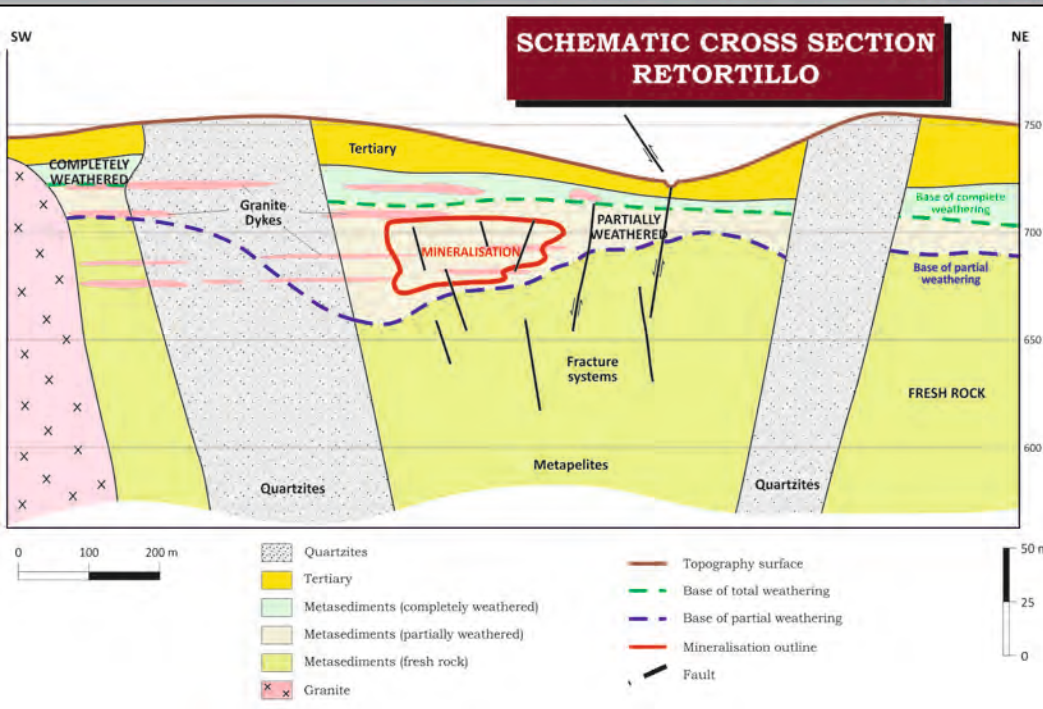 SW
SCHEMATIC CROSS SECTION
RETORTILLO
NE
750
Tertiary
COMPLETELY
WEATHERED
Granite
Dykes
PARTIALLY
WEATHERED
Base of complete
weathering
700
MINERALISATION
Base of partial
weathering
650
Fracture
systems
FRESH ROCK
600
Metapelites
Quartzites
Quartzites
0 100 200 m
Quartzites
Tertiary
Metasediments (completely weathered)
Metasediments (partially weathered)
Metasediments (fresh rock)
Granite
Topography surface
Base of total weathering
Base of partial weathering
Mineralisation outline
Fault
50 m
25
0